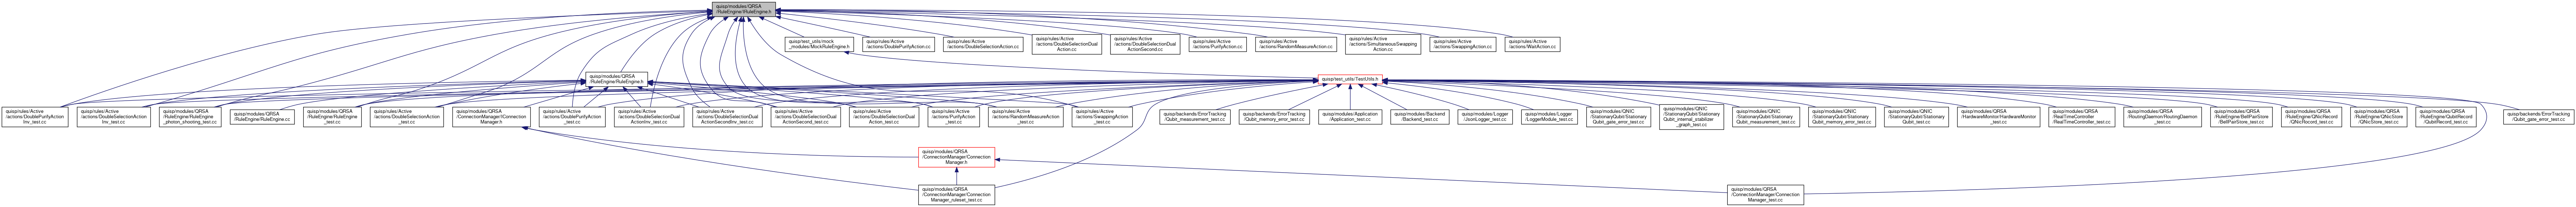 quisp/modules/QRSA
/RuleEngine/IRuleEngine.h
quisp/test_utils/mock
_modules/MockRuleEngine.h
quisp/rules/Active
/actions/DoublePurifyAction.cc
quisp/rules/Active
/actions/DoubleSelectionAction.cc
quisp/rules/Active
/actions/DoubleSelectionDual
Action.cc
quisp/rules/Active
/actions/DoubleSelectionDual
ActionSecond.cc
quisp/rules/Active
/actions/PurifyAction.cc
quisp/rules/Active
/actions/RandomMeasureAction.cc
quisp/rules/Active
/actions/SimultaneousSwapping
Action.cc
quisp/rules/Active
/actions/SwappingAction.cc
quisp/rules/Active
/actions/WaitAction.cc
quisp/modules/QRSA
/RuleEngine/RuleEngine.h
quisp/test_utils/TestUtils.h
quisp/rules/Active
/actions/DoublePurifyAction
Inv_test.cc
quisp/rules/Active
/actions/DoubleSelectionAction
Inv_test.cc
quisp/modules/QRSA
/RuleEngine/RuleEngine
_photon_shooting_test.cc
quisp/modules/QRSA
/RuleEngine/RuleEngine.cc
quisp/modules/QRSA
/RuleEngine/RuleEngine
_test.cc
quisp/rules/Active
/actions/DoubleSelectionAction
_test.cc
quisp/modules/QRSA
/ConnectionManager/IConnection
Manager.h
quisp/rules/Active
/actions/DoublePurifyAction
_test.cc
quisp/rules/Active
/actions/DoubleSelectionDual
ActionInv_test.cc
quisp/rules/Active
/actions/DoubleSelectionDual
ActionSecondInv_test.cc
quisp/rules/Active
/actions/DoubleSelectionDual
ActionSecond_test.cc
quisp/rules/Active
/actions/DoubleSelectionDual
Action_test.cc
quisp/rules/Active
/actions/PurifyAction
_test.cc
quisp/rules/Active
/actions/RandomMeasureAction
_test.cc
quisp/rules/Active
/actions/SwappingAction
_test.cc
quisp/backends/ErrorTracking
/Qubit_measurement_test.cc
quisp/backends/ErrorTracking
/Qubit_memory_error_test.cc
quisp/modules/Application
/Application_test.cc
quisp/modules/Backend
/Backend_test.cc
quisp/modules/Logger
/JsonLogger_test.cc
quisp/modules/Logger
/LoggerModule_test.cc
quisp/modules/QNIC
/StationaryQubit/Stationary
Qubit_gate_error_test.cc
quisp/modules/QNIC
/StationaryQubit/Stationary
Qubit_internal_stabilizer
_graph_test.cc
quisp/modules/QNIC
/StationaryQubit/Stationary
Qubit_measurement_test.cc
quisp/modules/QNIC
/StationaryQubit/Stationary
Qubit_memory_error_test.cc
quisp/modules/QNIC
/StationaryQubit/Stationary
Qubit_test.cc
quisp/modules/QRSA
/HardwareMonitor/HardwareMonitor
_test.cc
quisp/modules/QRSA
/RealTimeController
/RealTimeController_test.cc
quisp/modules/QRSA
/RoutingDaemon/RoutingDaemon
_test.cc
quisp/modules/QRSA
/RuleEngine/BellPairStore
/BellPairStore_test.cc
quisp/modules/QRSA
/RuleEngine/QNicRecord
/QNicRocord_test.cc
quisp/modules/QRSA
/RuleEngine/QNicStore
/QNicStore_test.cc
quisp/modules/QRSA
/RuleEngine/QubitRecord
/QubitRecord_test.cc
quisp/backends/ErrorTracking
/Qubit_gate_error_test.cc
quisp/modules/QRSA
/ConnectionManager/Connection
Manager.h
quisp/modules/QRSA
/ConnectionManager/Connection
Manager_ruleset_test.cc
quisp/modules/QRSA
/ConnectionManager/Connection
Manager_test.cc